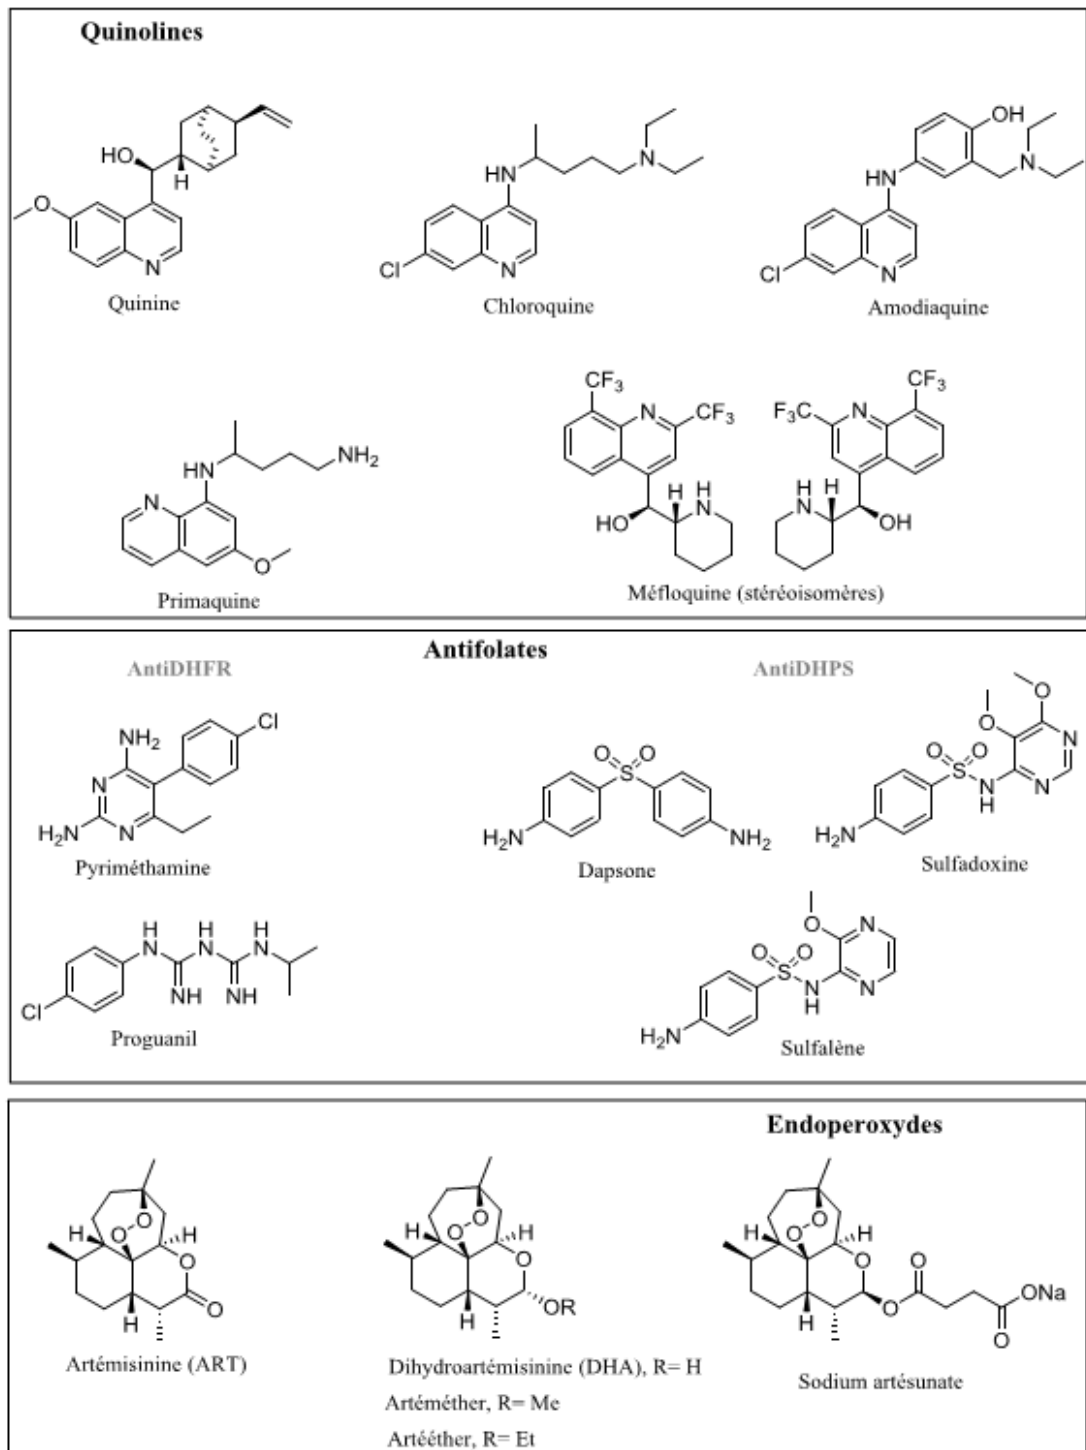 Quinolines
HO
H
O
N
Quinine
HN
N
Cl
N
Chloroquine
OH
N
HN
Cl
N
Amodiaquine
HN
NH2
N
O
Primaquine
CF3
N
CF3
H
H
N
HO
CF3
F3C
N
H
N
H
OH
Méfloquine (stéréoisomères)
Antifolates
AntiDHFR
AntiDHPS
Cl
NH2
N
H2N
N
Pyriméthamine
O O
S
H2N
NH2
Dapsone
O
O
O O
S
N
H
N
N
H2N
Sulfadoxine
H H H
N N N
Cl
NH NH
Proguanil
O
N
O O
S
N
H
N
H2N
Sulfalène
Endoperoxydes
H
O
O
H
O
O
H
Artémisinine (ART)
H
O
O
H
O
OR
H
Dihydroartémisinine (DHA), R= H
Artéméther, R= Me
Artééther, R= Et
H
O
O
H
O
O
O
ONa
O
H
Sodium artésunate